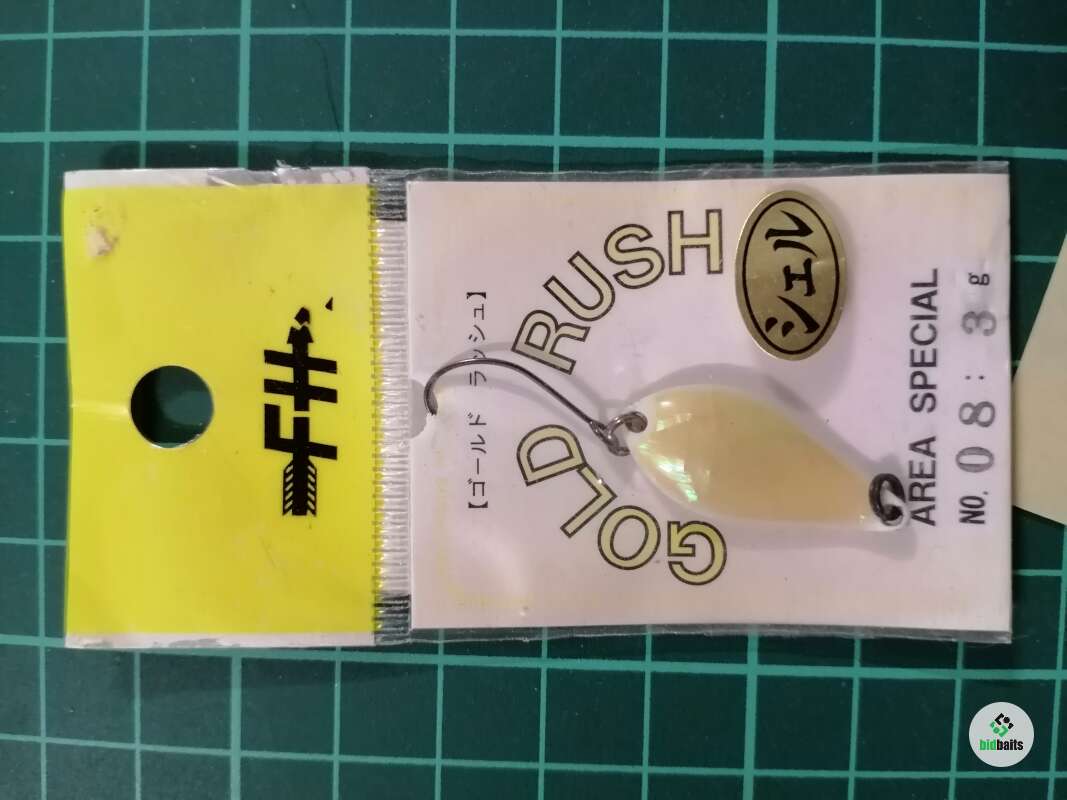 FH
【ゴールド ラッシュ】
GOLD RUSH
シェル
AREA SPECIAL
NO. 08: 3g
bidbaits